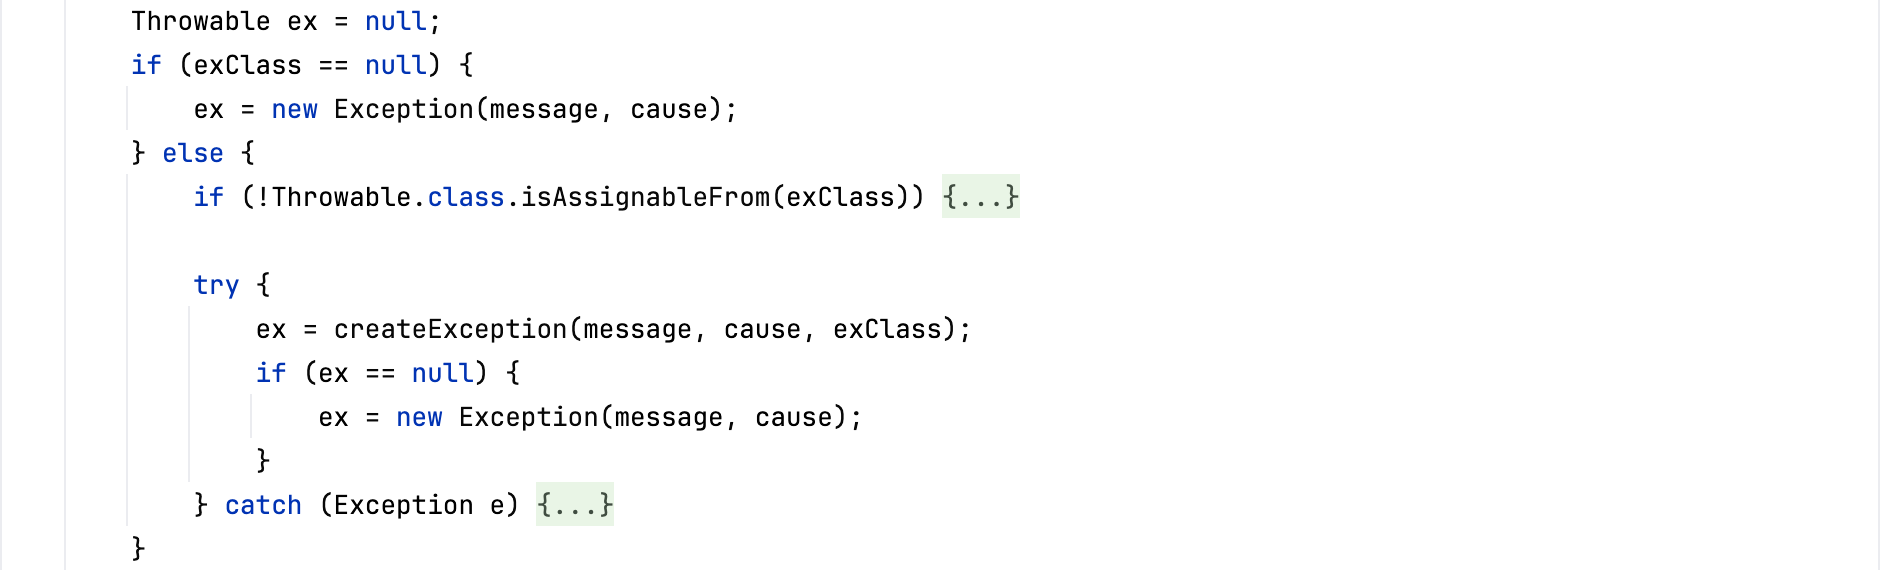 Throwable ex = null;
if (exClass == null) {
    ex = new Exception(message, cause);
} else {
    if (!Throwable.class.isAssignableFrom(exClass)) {...}

    try {
        ex = createException(message, cause, exClass);
        if (ex == null) {
            ex = new Exception(message, cause);
        }
    } catch (Exception e) {...}
}